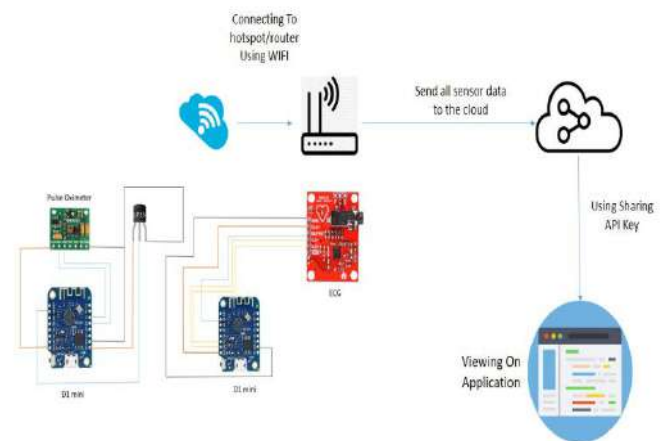 Connecting To
hotspot/router
Using WIFI
Send all sensor data
to the cloud
Pulse Oximeter
Using Sharing
API Key
ECG
Viewing On
Application
D1 mini
D1 mini